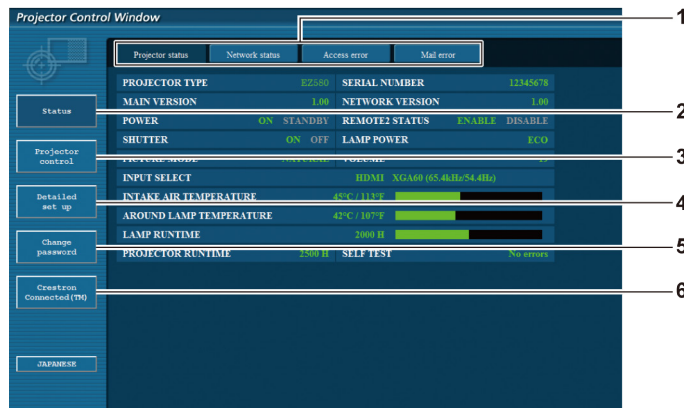 Projector Control Window
1
Projector status Network status Access error Mail error
PROJECTOR TYPE EZ580 SERIAL NUMBER 12345678
MAIN VERSION 1.00 NETWORK VERSION 1.00
Status
2
POWER ON STANDBY REMOTE2 STATUS ENABLE DISABLE
SHUTTER ON OFF LAMP POWER ECO
Projector
control
3
PICTURE MODE NATURAL VOLUME
INPUT SELECT HDMI XGA60 (65.4kHz/54.4Hz)
Detailed
set up
4
INTAKE AIR TEMPERATURE 45°C / 113°F
AROUND LAMP TEMPERATURE 42°C / 107°F
LAMP RUNTIME 2000 H
Change
password
5
PROJECTOR RUNTIME 2500 H SELF TEST No errors
Crestron
Connected(TM)
6
JAPANESE